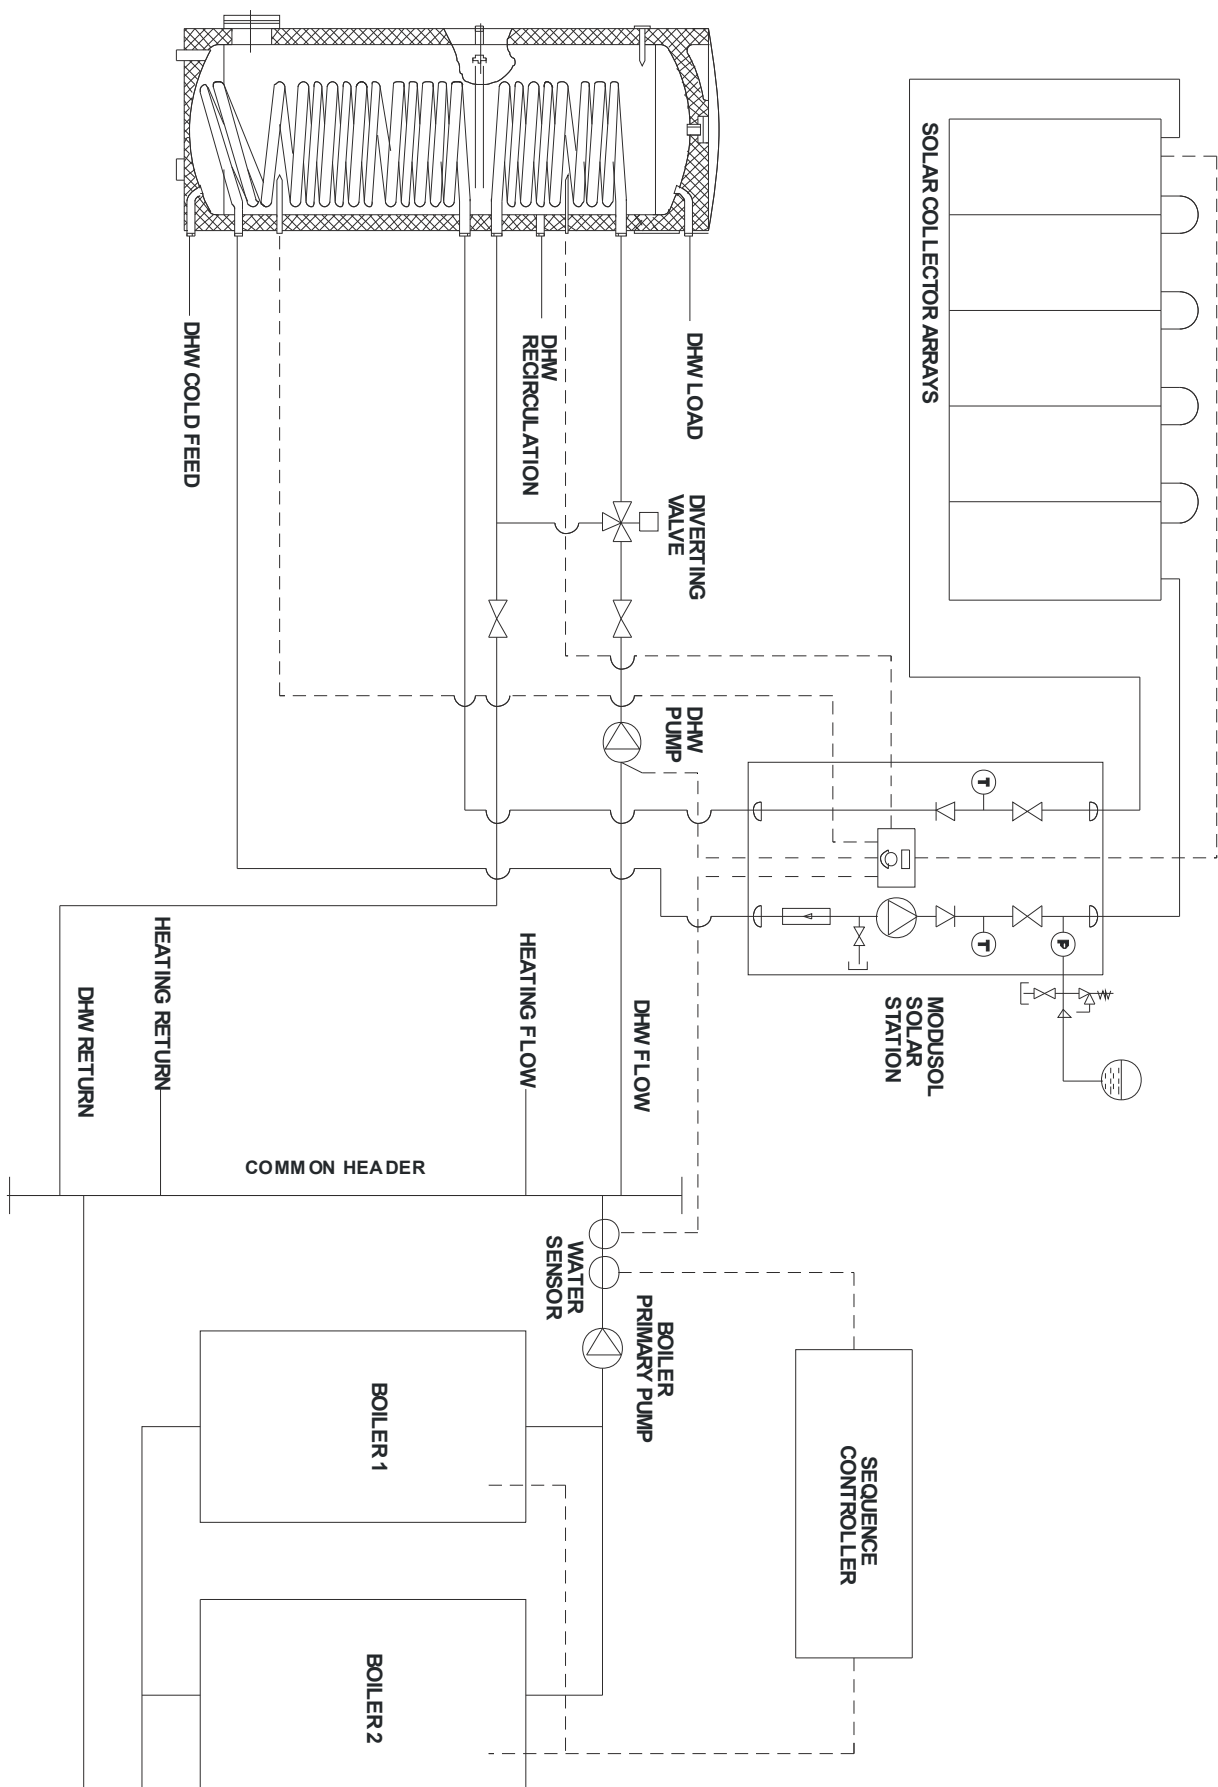 SOLAR COLLECTOR ARRAYS
DHW COLD FEED
DHW
RECIRCULATION
DHW LOAD
DIVERTING
VALVE
DHW
PUMP
T
T
P
MODUSOL
SOLAR
STATION
DHW RETURN
HEATING RETURN
HEATING FLOW
DHW FLOW
COMMON HEADER
WATER
SENSOR
BOILER
PRIMARY PUMP
BOILER 1
BOILER 2
SEQUENCE
CONTROLLER